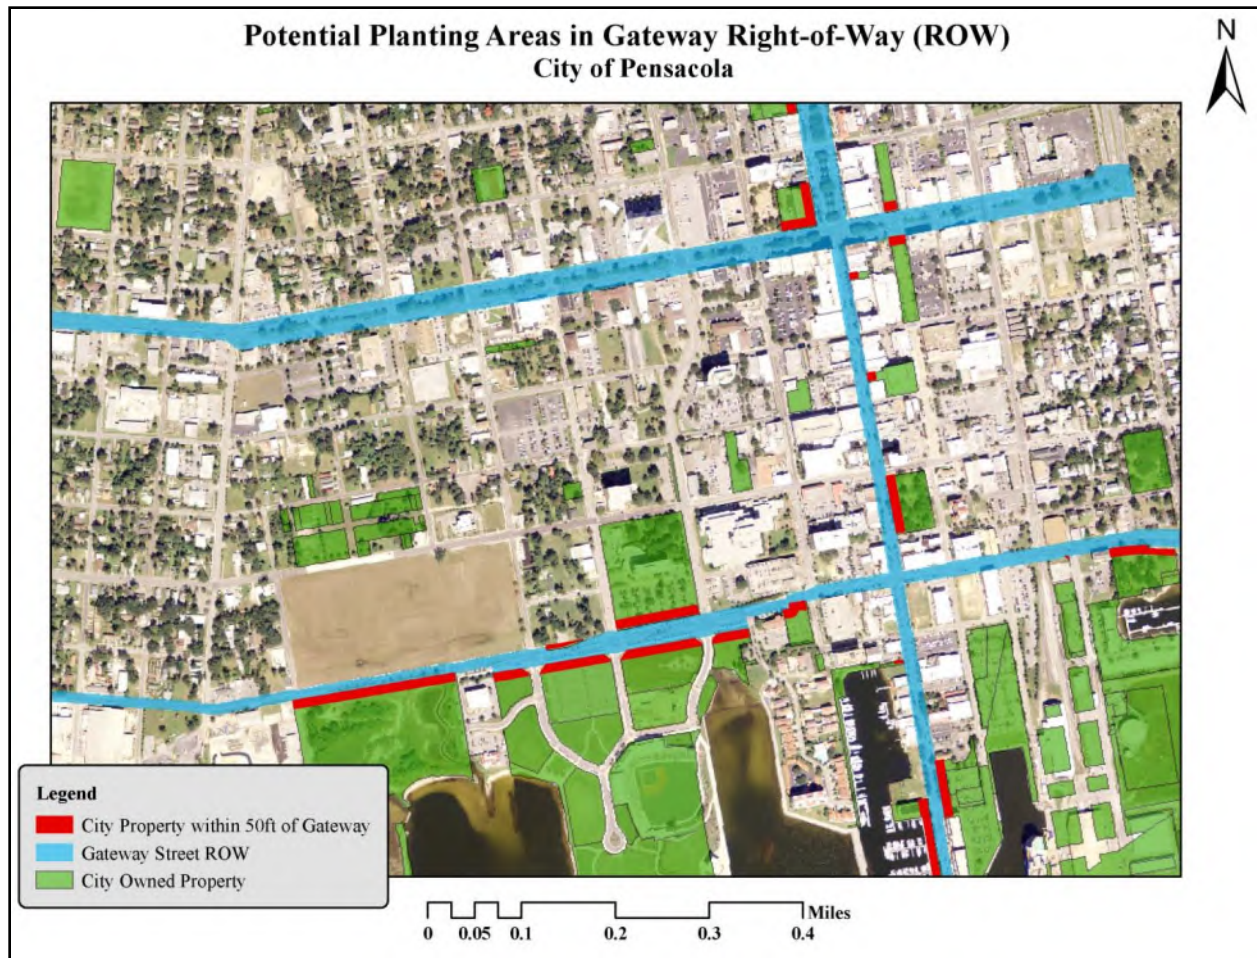 Potential Planting Areas in Gateway Right-of-Way (ROW)
City of Pensacola
N
Legend
City Property within 50ft of Gateway
Gateway Street ROW
City Owned Property
Miles
0 0.05 0.1 0.2 0.3 0.4